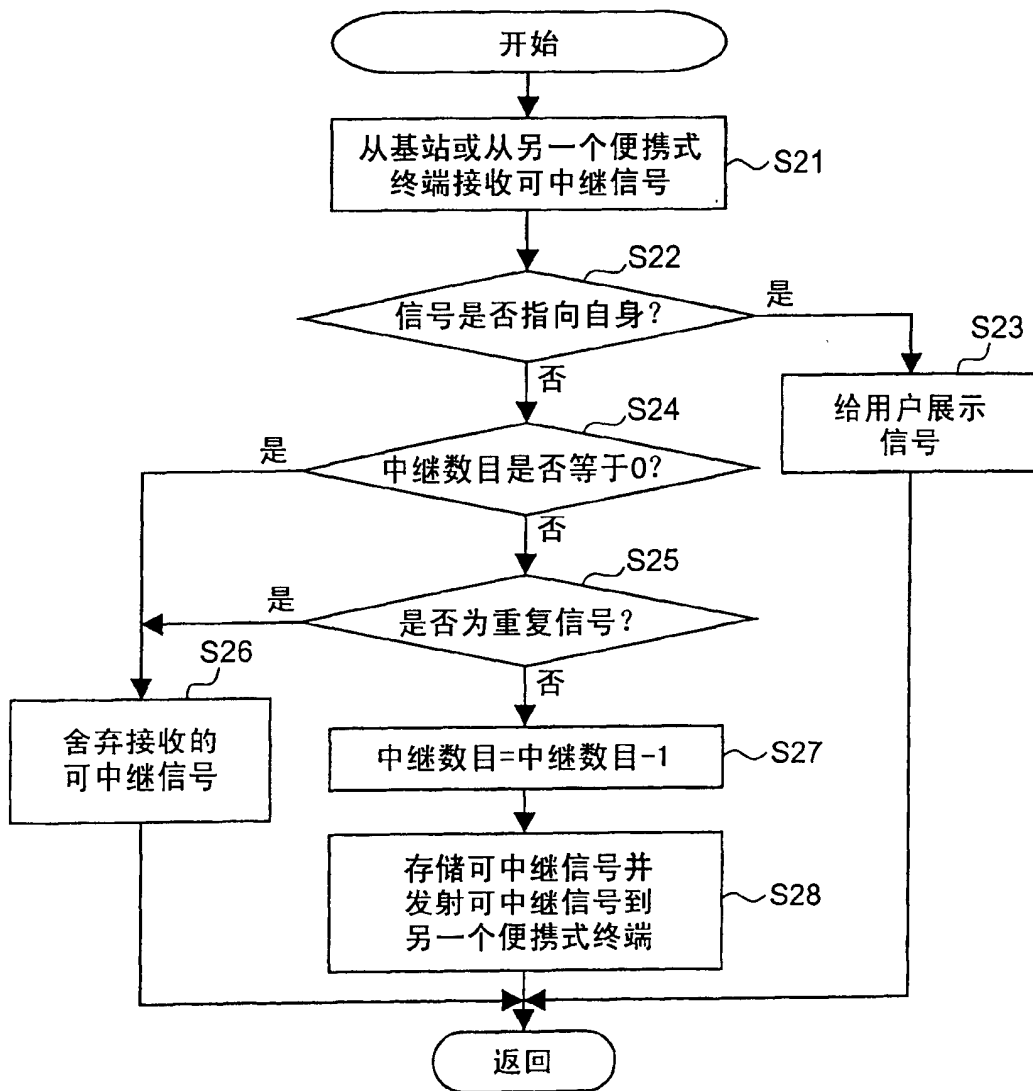 开始
从基站或从另一个便携式
终端接收可中继信号
S21
S22
信号是否指向自身？
是
否
S23
给用户展示
信号
S24
中继数目是否等于0？
是
否
S25
是否为重复信号？
是
否
S26
舍弃接收的
可中继信号
中继数目=中继数目-1
S27
存储可中继信号并
发射可中继信号到
另一个便携式终端
S28
返回